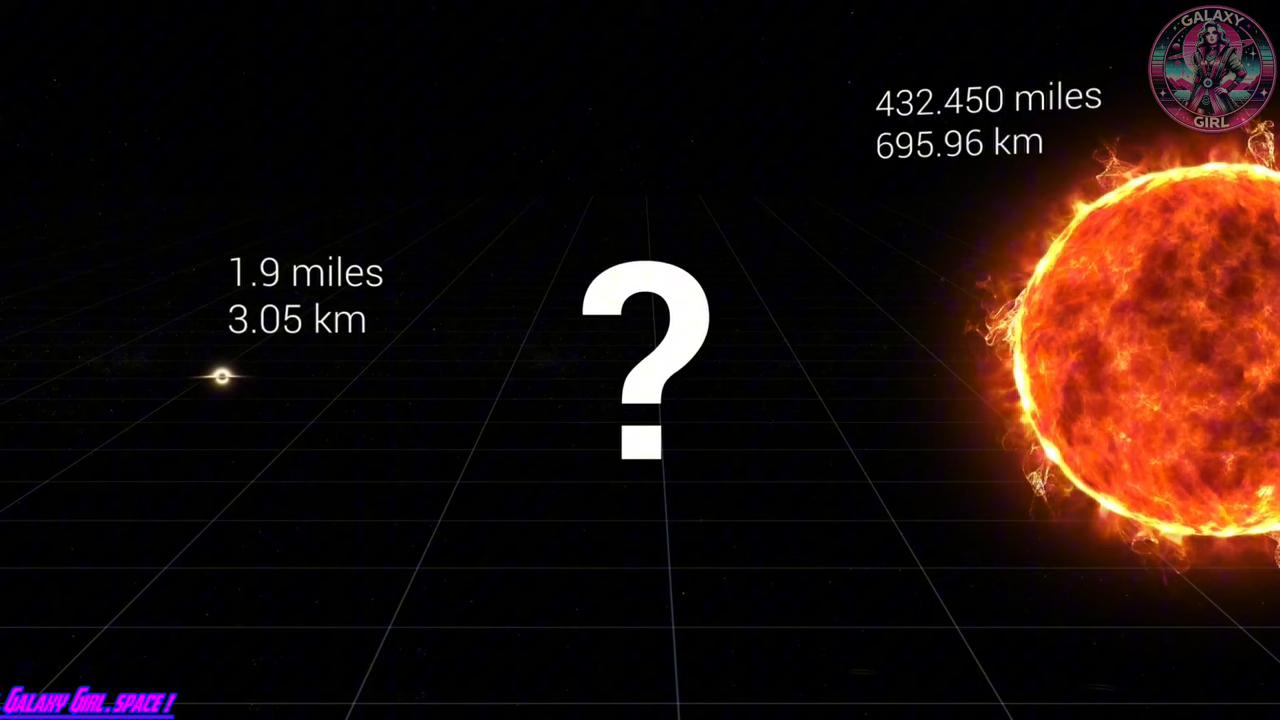 GALAXY
GIRL
432.450 miles
695.96 km
1.9 miles
3.05 km
?
GALAXY GIRL.SPACE!